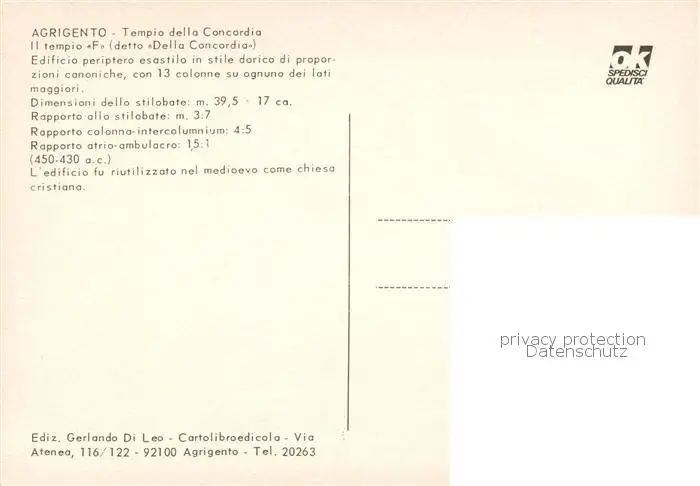 AGRIGENTO - Tempio della Concordia
Il tempio «F» (detto «Della Concordia»)
Edificio periptero esastilo in stile dorico di propor-
zioni canoniche, con 13 colonne su ognuno dei lati
maggiori.
Dimensioni dello stilobate: m. 39,5 × 17 ca.
Rapporto allo stilobate: m. 3:7
Rapporto colonna-intercolumnium: 4:5
Rapporto atrio-ambulacro: 1,5:1
(450-430 a.c.)
L'edificio fu riutilizzato nel medioevo come chiesa
cristiana.
Ediz. Gerlando Di Leo - Cartolibroedicola - Via
Atenea, 116/122 - 92100 Agrigento - Tel. 20263
ok
SPEDISCI
QUALITA'
privacy protection
Datenschutz